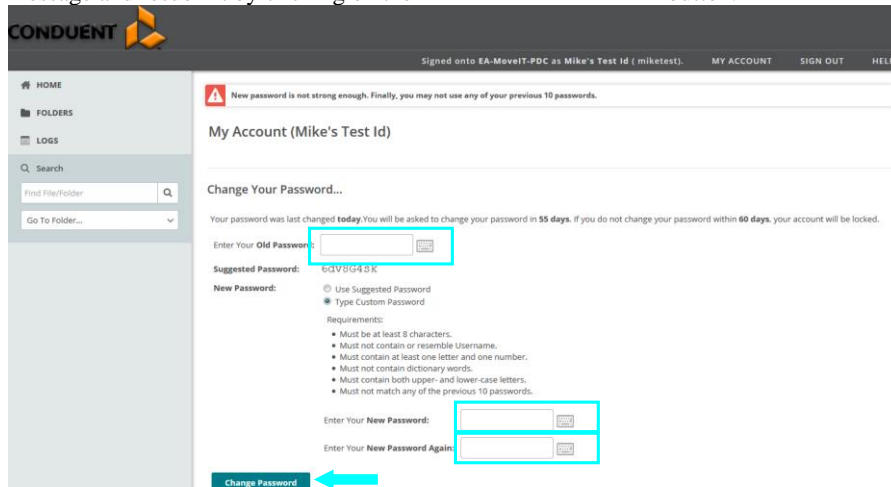 CONDUENT
Signed onto EA-MoveIT-PDC as Mike's Test Id ( miketest). MY ACCOUNT SIGN OUT
HOME
FOLDERS
LOGS
Search
Find File/Folder
Go To Folder...
New password is not strong enough. Finally, you may not use any of your previous 10 passwords.
My Account (Mike's Test Id)
Change Your Password...
Your password was last changed today.You will be asked to change your password in 55 days. If you do not change your password within 60 days, your account will be locked.
Enter Your Old Password:
Suggested Password:
New Password: Use Suggested Password
Type Custom Password
Requirements:
Must be at least 8 characters.
Must not contain or resemble Username.
Must contain at least one letter and one number.
Must not contain dictionary words.
Must contain both upper- and lower-case letters.
Must not match any of the previous 10 passwords.
Enter Your New Password:
Enter Your New Password Again:
Change Password